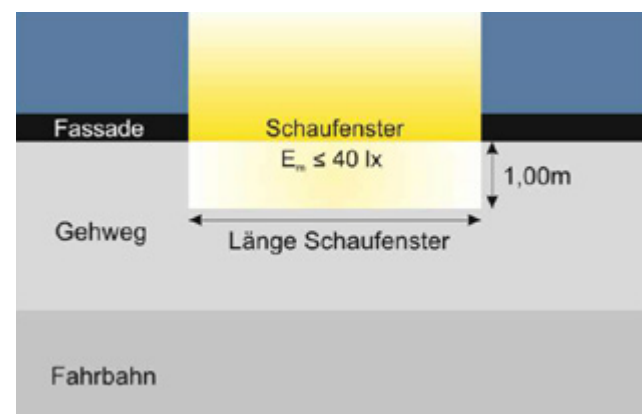 Fassade
Schaufenster
Eₘ ≤ 40 lx
1,00m
Gehweg
Länge Schaufenster
Fahrbahn